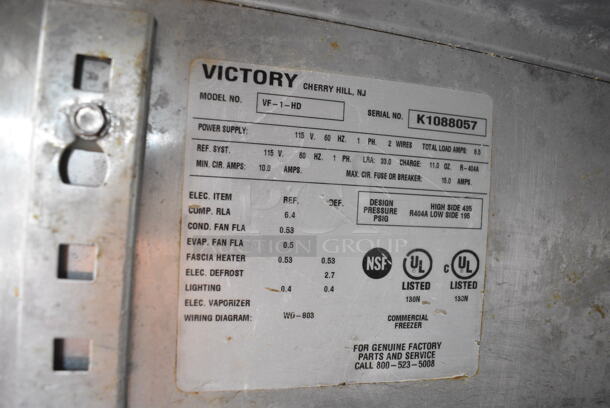 VICTORY CHERRY HILL, NJ
MODEL NO. VF-1-HD SERIAL NO. K1088057
POWER SUPPLY: 115 V. 60 HZ. 1 PH. 2 WIRES TOTAL LOAD AMPS: 8.5
REF. SYST. 115 V. 60 HZ. 1 PH. LRA: 33.0 CHARGE: 11.0 OZ. R-404A
MIN. CIR. AMPS: 10.0 AMPS. MAX. CIR. FUSE OR BREAKER: 15.0 AMPS.
ELEC. ITEM REF. DEF.
COMP. RLA 6.4
COND. FAN FLA 0.53
EVAP. FAN FLA 0.5
FASCIA HEATER 0.53 0.53
ELEC. DEFROST 2.7
LIGHTING 0.4 0.4
ELEC. VAPORIZER
WIRING DIAGRAM: WD-803
DESIGN PRESSURE PSIG
HIGH SIDE 495
R404A LOW SIDE 195
NSF
UL
LISTED
130N
C UL
LISTED
130N
COMMERCIAL
FREEZER
FOR GENUINE FACTORY
PARTS AND SERVICE
CALL 800-523-5008
AUCTION GROUP